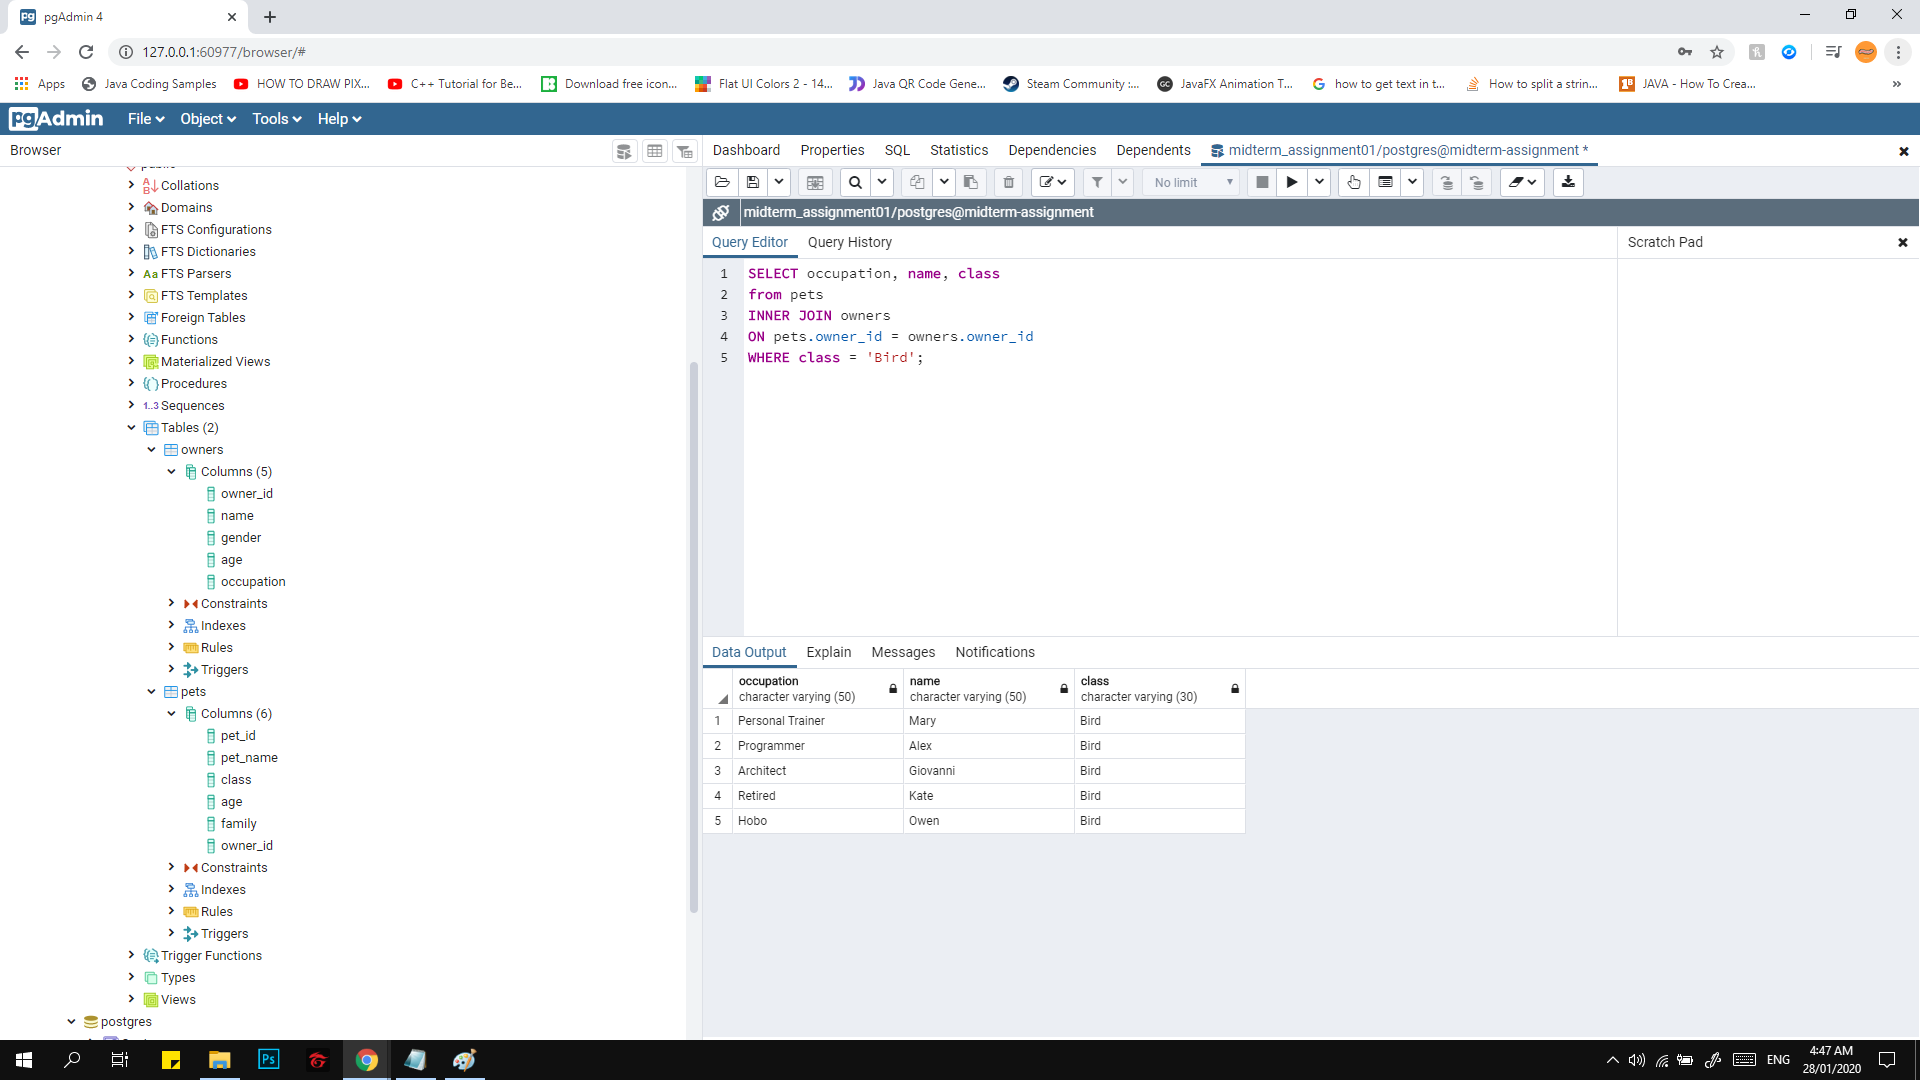 pgAdmin 4
127.0.0.1:60977/browser/#
Apps Java Coding Samples HOW TO DRAW PIX... C++ Tutorial for Be... Download free icon... Flat UI Colors 2 - 14... Java QR Code Gene... Steam Community :... JavaFX Animation T... how to get text in t... How to split a strin... JAVA - How To Crea... »
pgAdmin File Object Tools Help
Browser
Dashboard Properties SQL Statistics Dependencies Dependents midterm_assignment01/postgres@midterm-assignment *
No limit
midterm_assignment01/postgres@midterm-assignment
Query Editor Query History
Scratch Pad
1 SELECT occupation, name, class
2 from pets
3 INNER JOIN owners
4 ON pets.owner_id = owners.owner_id
5 WHERE class = 'Bird';
Collations
Domains
FTS Configurations
FTS Dictionaries
Aa FTS Parsers
FTS Templates
Foreign Tables
Functions
Materialized Views
Procedures
1..3 Sequences
Tables (2)
owners
Columns (5)
owner_id
name
gender
age
occupation
Constraints
Indexes
Rules
Triggers
pets
Columns (6)
pet_id
pet_name
class
age
family
owner_id
Constraints
Indexes
Rules
Triggers
Trigger Functions
Types
Views
postgres
Data Output Explain Messages Notifications
occupation name class
character varying (50) character varying (50) character varying (30)
1 Personal Trainer Mary Bird
2 Programmer Alex Bird
3 Architect Giovanni Bird
4 Retired Kate Bird
5 Hobo Owen Bird
Ps
ENG
4:47 AM
28/01/2020